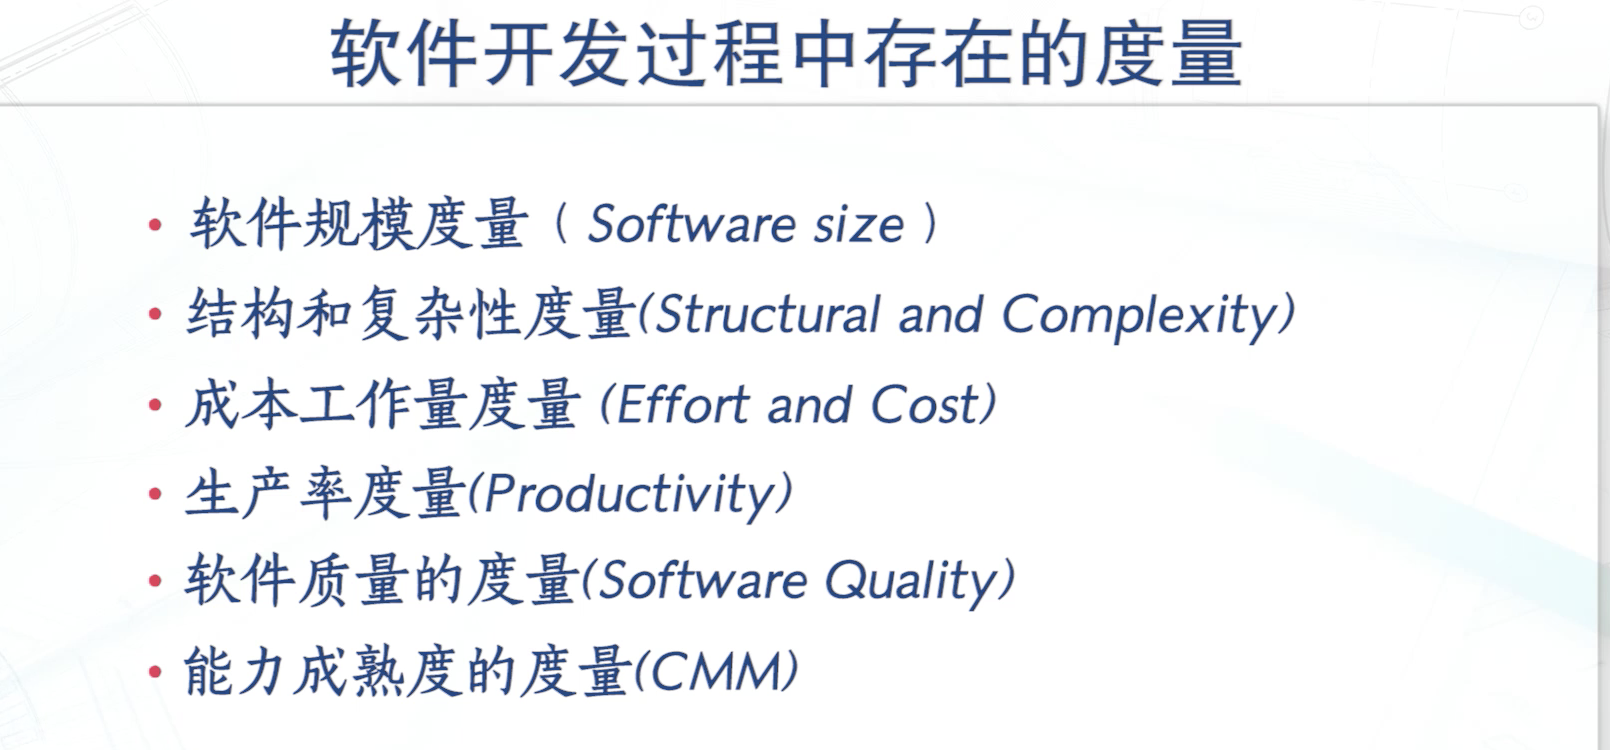 软件开发过程中存在的度量
• 软件规模度量（Software size）
• 结构和复杂性度量(Structural and Complexity)
• 成本工作量度量 (Effort and Cost)
• 生产率度量(Productivity)
• 软件质量的度量(Software Quality)
• 能力成熟度的度量(CMM)